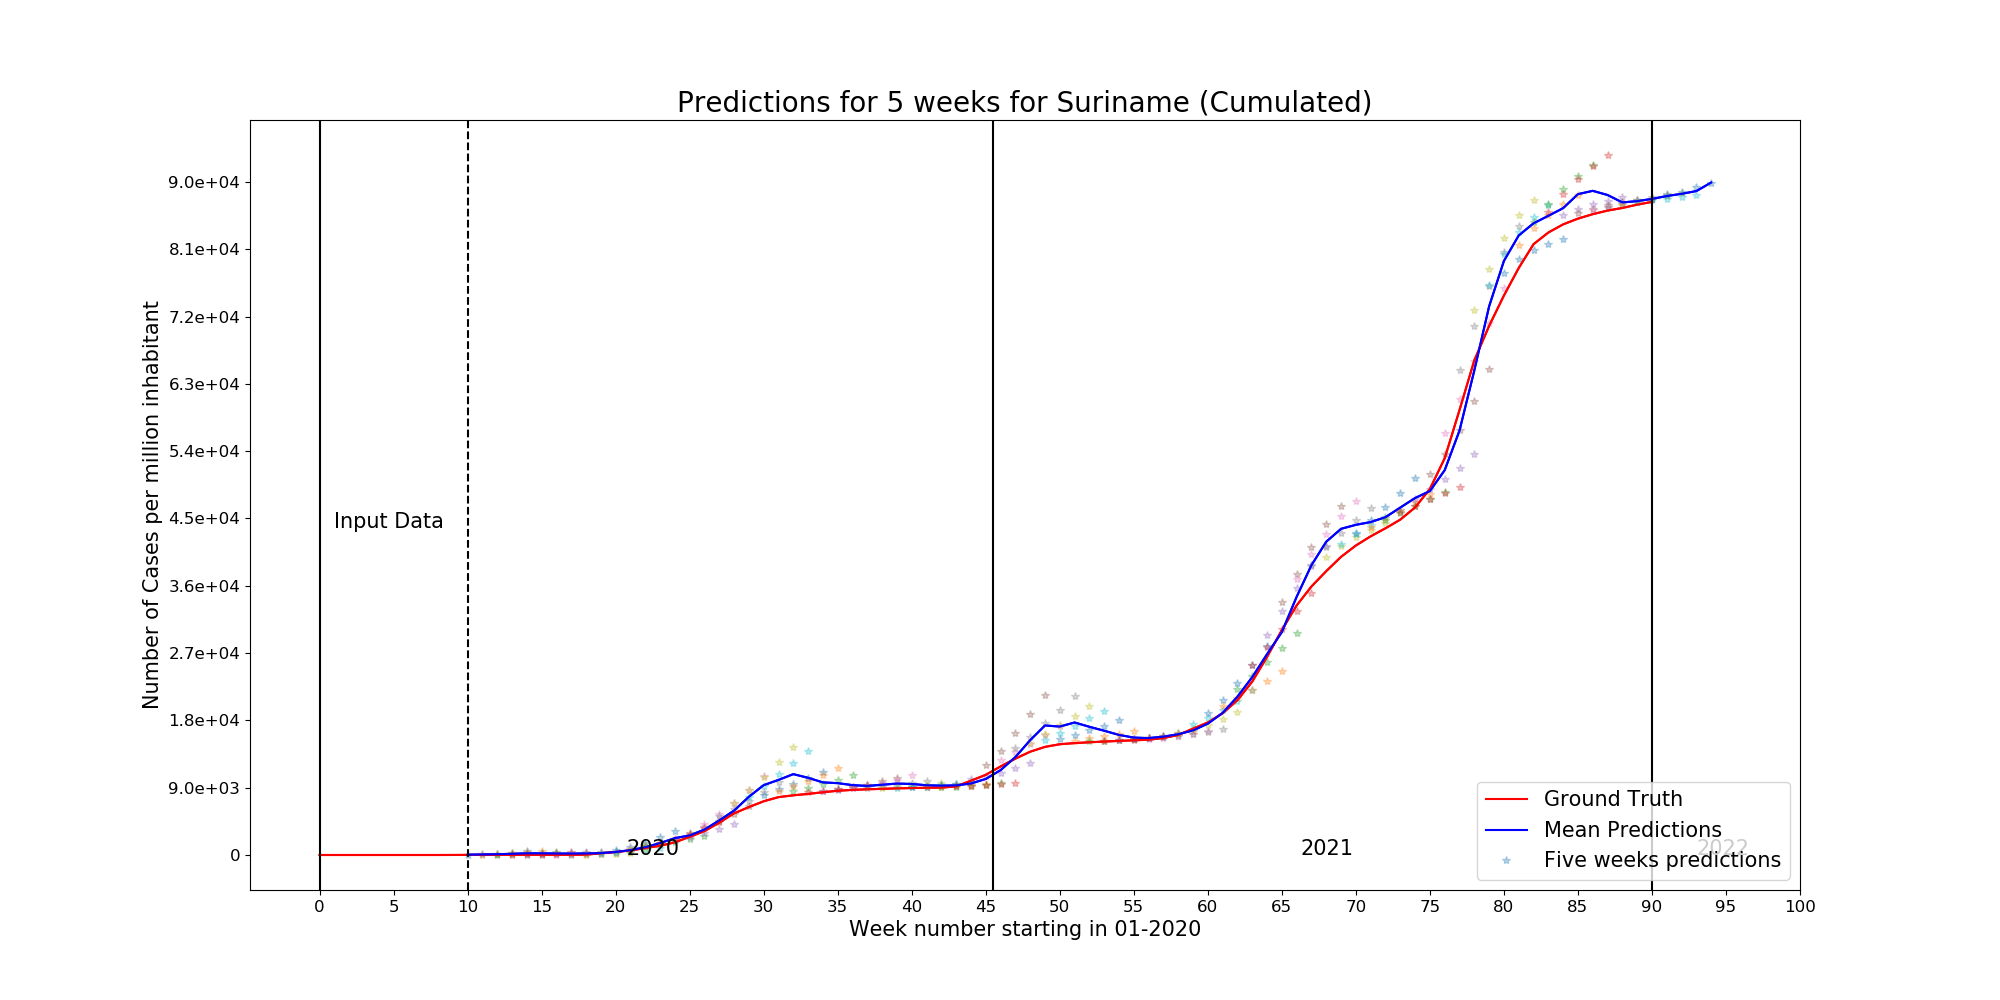 Predictions for 5 weeks for Suriname (Cumulated)
Number of Cases per million inhabitant
9.0e+04
8.1e+04
7.2e+04
6.3e+04
5.4e+04
4.5e+04
3.6e+04
2.7e+04
1.8e+04
9.0e+03
0
Input Data
2020
2021
2022
Ground Truth
Mean Predictions
Five weeks predictions
0 5 10 15 20 25 30 35 40 45 50 55 60 65 70 75 80 85 90 95 100
Week number starting in 01-2020